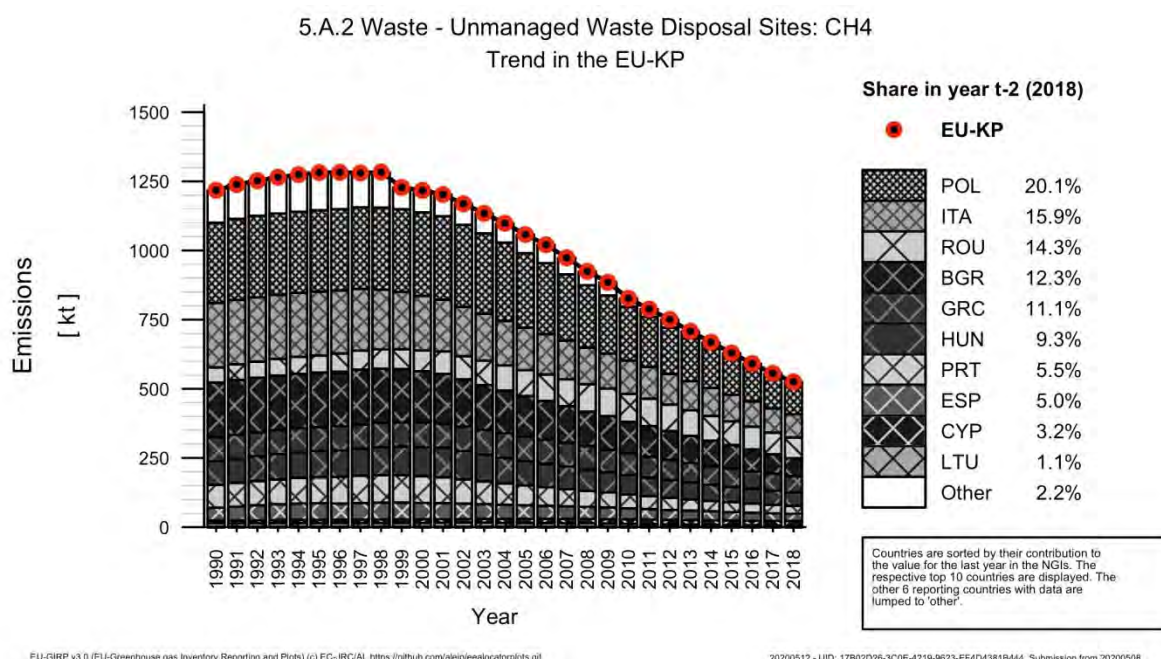 5.A.2 Waste - Unmanaged Waste Disposal Sites: CH4
Trend in the EU-KP
Emissions
[ kt ]
1500
1250
1000
750
500
250
0
1990
1991
1992
1993
1994
1995
1996
1997
1998
1999
2000
2001
2002
2003
2004
2005
2006
2007
2008
2009
2010
2011
2012
2013
2014
2015
2016
2017
2018
Year
Share in year t-2 (2018)
EU-KP
POL 20.1%
ITA 15.9%
ROU 14.3%
BGR 12.3%
GRC 11.1%
HUN 9.3%
PRT 5.5%
ESP 5.0%
CYP 3.2%
LTU 1.1%
Other 2.2%
Countries are sorted by their contribution to
the value for the last year in the NGIs. The
respective top 10 countries are displayed. The
other 6 reporting countries with data are
lumped to 'other'.
EU-GIRP v3.0 (EU-Greenhouse gas Inventory Reporting and Plots) (c) EC-JRC/AL
Submission from 20200508